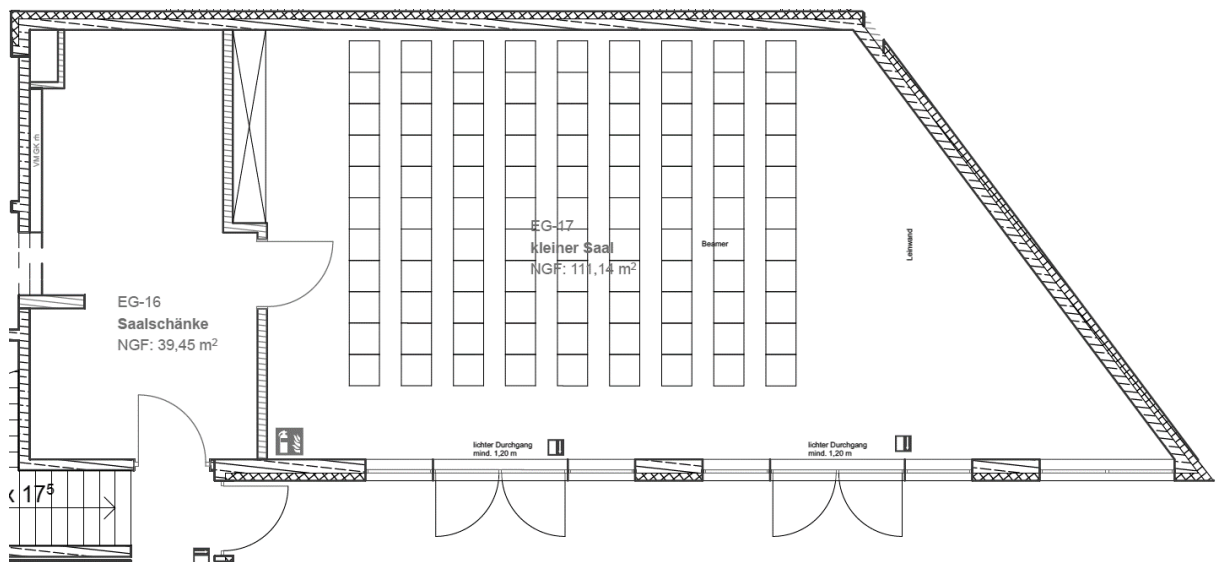 VM GK rh
EG-17
kleiner Saal
NGF: 111,14 m²
Beamer
Leinwand
EG-16
Saalschänke
NGF: 39,45 m²
lichter Durchgang
mind. 1,20 m
lichter Durchgang
mind. 1,20 m
x 17⁵